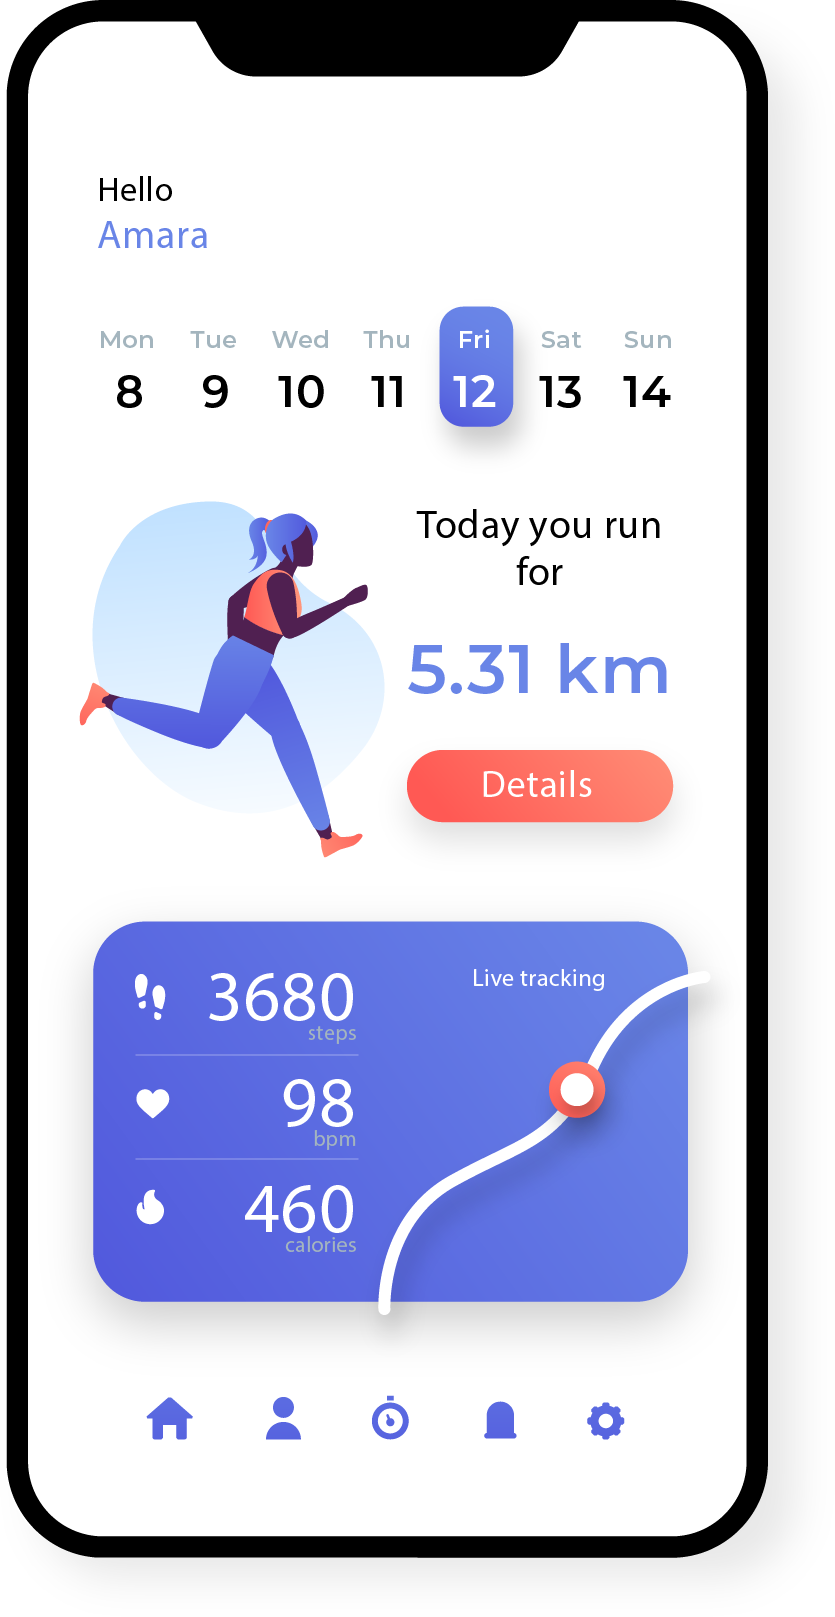 Hello
Amara
Mon Tue Wed Thu Fri Sat Sun
8 9 10 11 12 13 14
Today you run
for
5.31 km
Details
Live tracking
3680
steps
98
bpm
460
calories